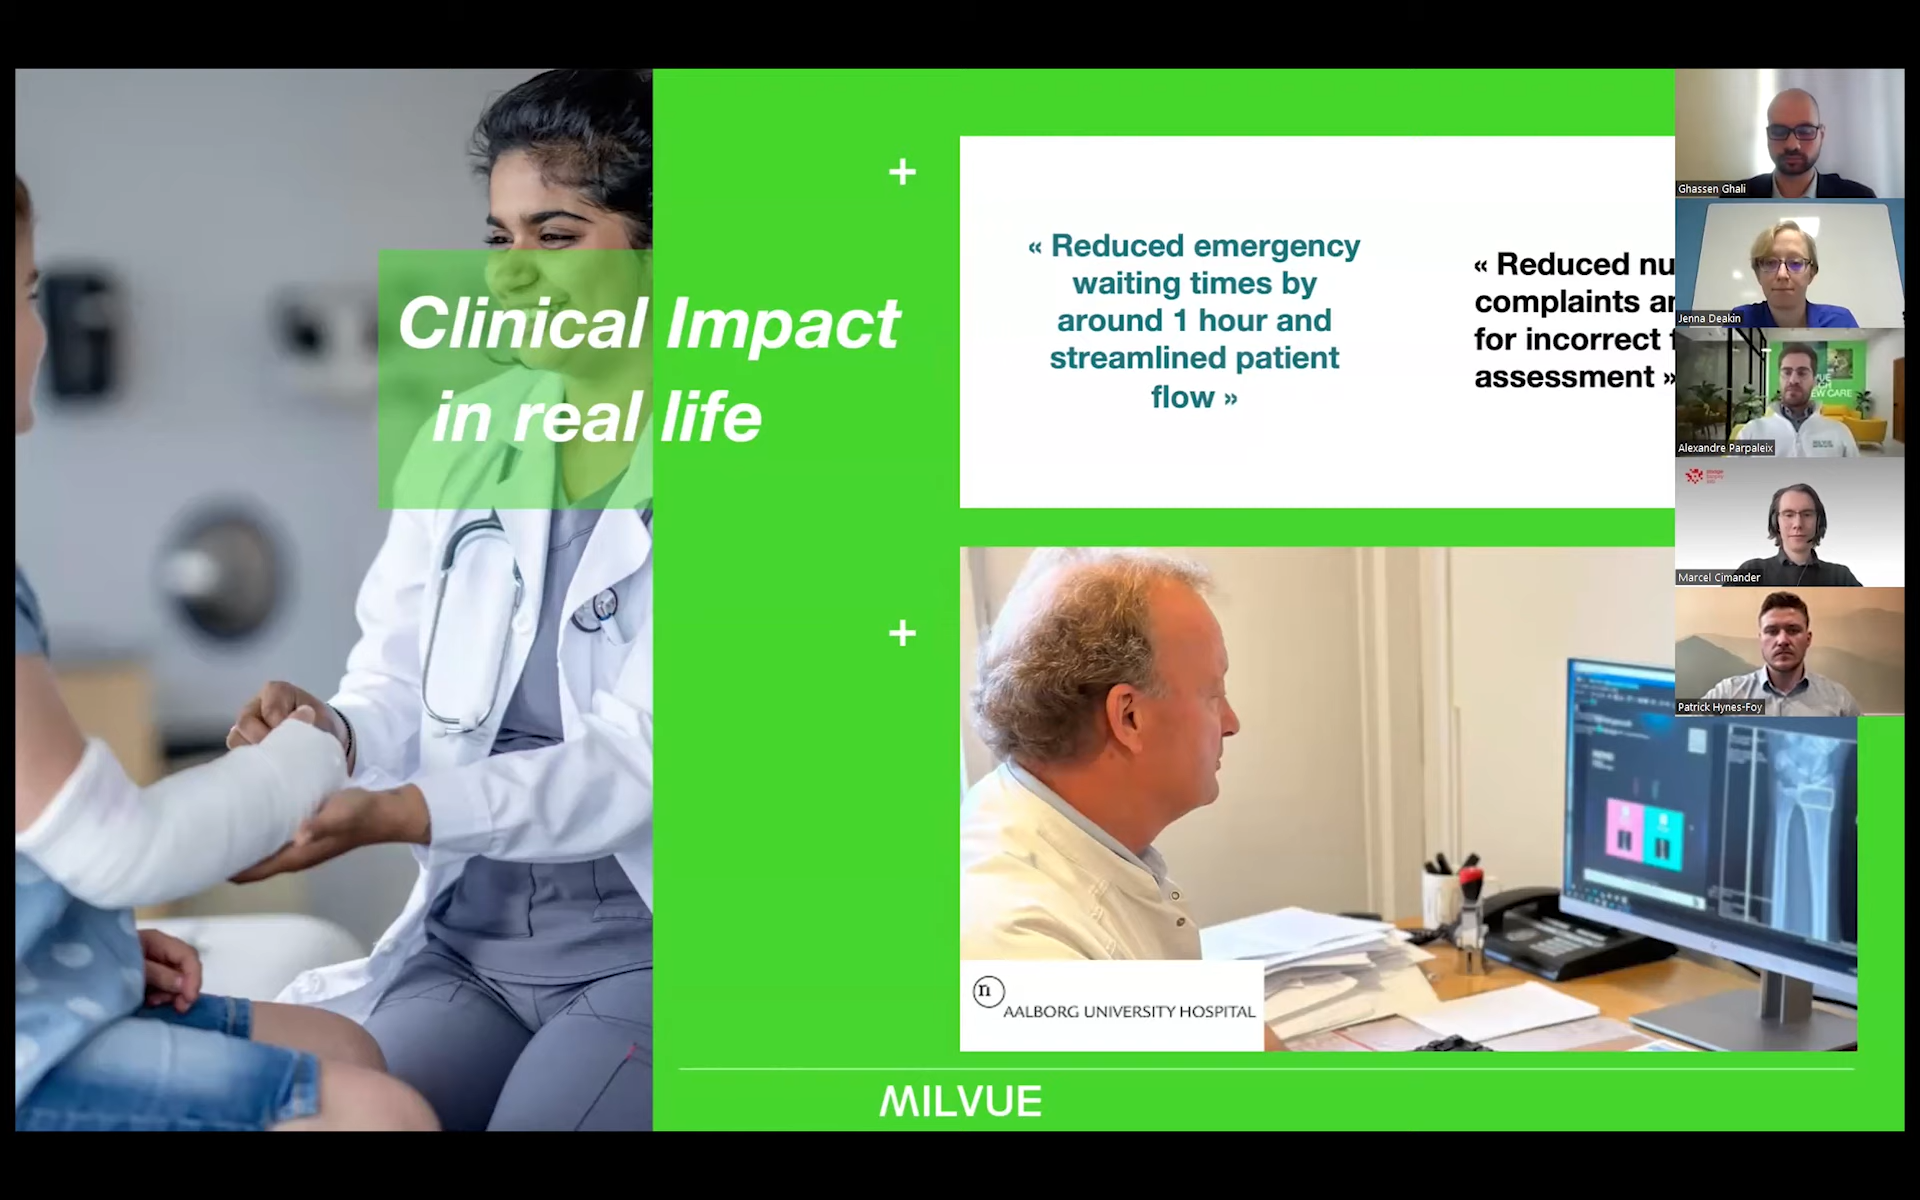 Clinical Impact
in real life
« Reduced emergency
waiting times by
around 1 hour and
streamlined patient
flow »
« Reduced nu
complaints ar
for incorrect f
assessment »
n
AALBORG UNIVERSITY HOSPITAL
MILVUE
Ghassen Ghali
Jenna Deakin
EW CARE
Alexandre Parpaleix
Marcel Cimander
Patrick Hynes-Foy